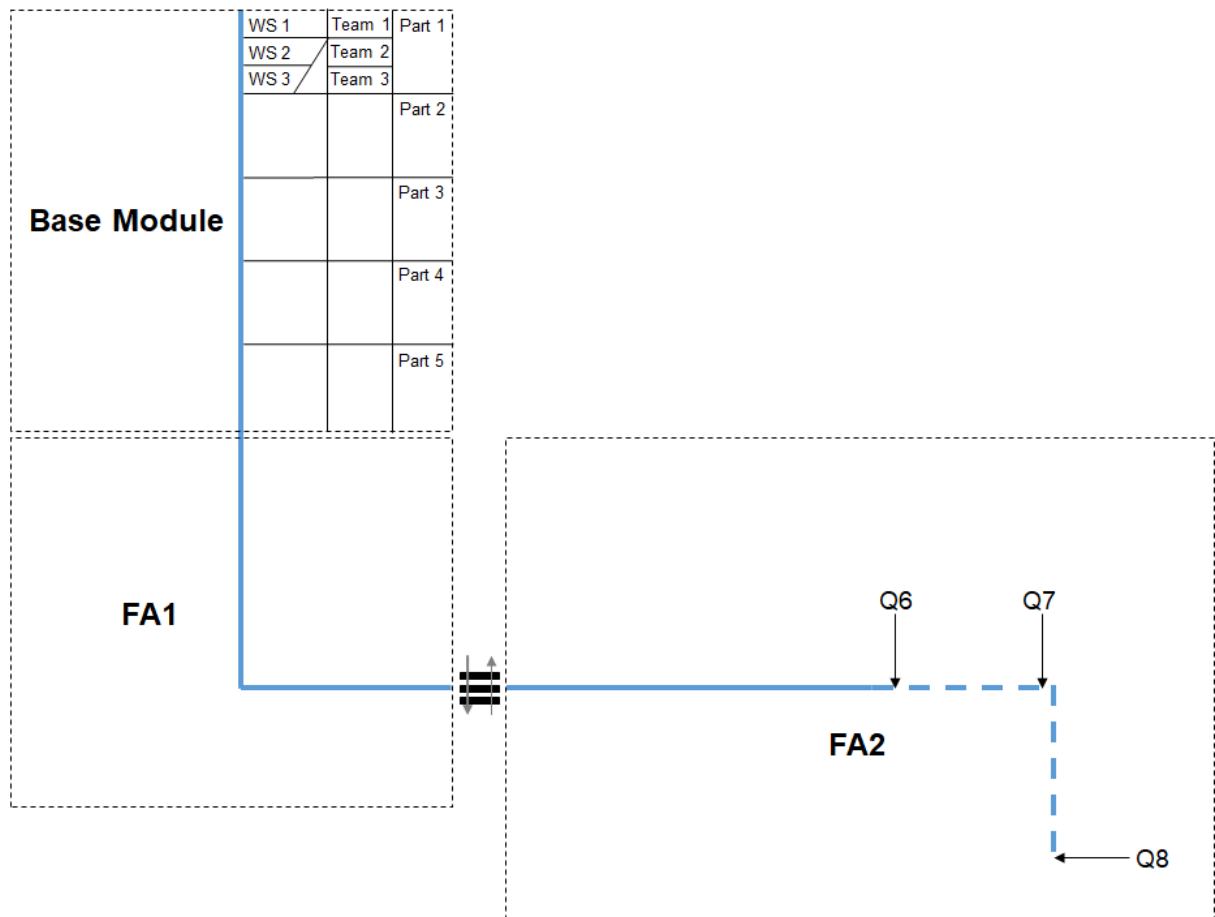 WS 1 Team 1 Part 1
WS 2 Team 2
WS 3 Team 3
Part 2
Part 3
Base Module
Part 4
Part 5
FA1
Q6 Q7
FA2
Q8